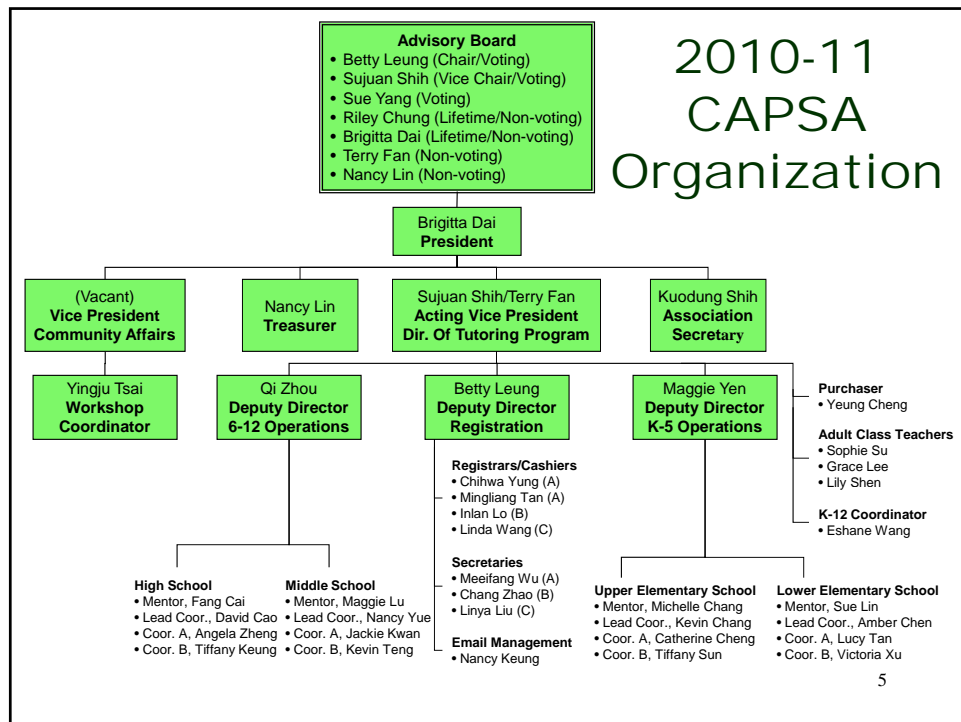 2010-11
CAPSA
Organization
Advisory Board
• Betty Leung (Chair/Voting)
• Sujuan Shih (Vice Chair/Voting)
• Sue Yang (Voting)
• Riley Chung (Lifetime/Non-voting)
• Brigitta Dai (Lifetime/Non-voting)
• Terry Fan (Non-voting)
• Nancy Lin (Non-voting)
Brigitta Dai
President
(Vacant)
Vice President
Community Affairs
Nancy Lin
Treasurer
Sujuan Shih/Terry Fan
Acting Vice President
Dir. Of Tutoring Program
Kuodung Shih
Association
Secretary
Yingju Tsai
Workshop
Coordinator
Qi Zhou
Deputy Director
6-12 Operations
Betty Leung
Deputy Director
Registration
Maggie Yen
Deputy Director
K-5 Operations
Purchaser
• Yeung Cheng
Adult Class Teachers
• Sophie Su
• Grace Lee
• Lily Shen
K-12 Coordinator
• Eshane Wang
Registrars/Cashiers
• Chihwa Yung (A)
• Mingliang Tan (A)
• Inlan Lo (B)
• Linda Wang (C)
Secretaries
• Meeifang Wu (A)
• Chang Zhao (B)
• Linya Liu (C)
Email Management
• Nancy Keung
High School
• Mentor, Fang Cai
• Lead Coor., David Cao
• Coor. A, Angela Zheng
• Coor. B, Tiffany Keung
Middle School
• Mentor, Maggie Lu
• Lead Coor., Nancy Yue
• Coor. A, Jackie Kwan
• Coor. B, Kevin Teng
Upper Elementary School
• Mentor, Michelle Chang
• Lead Coor., Kevin Chang
• Coor. A, Catherine Cheng
• Coor. B, Tiffany Sun
Lower Elementary School
• Mentor, Sue Lin
• Lead Coor., Amber Chen
• Coor. A, Lucy Tan
• Coor. B, Victoria Xu
5